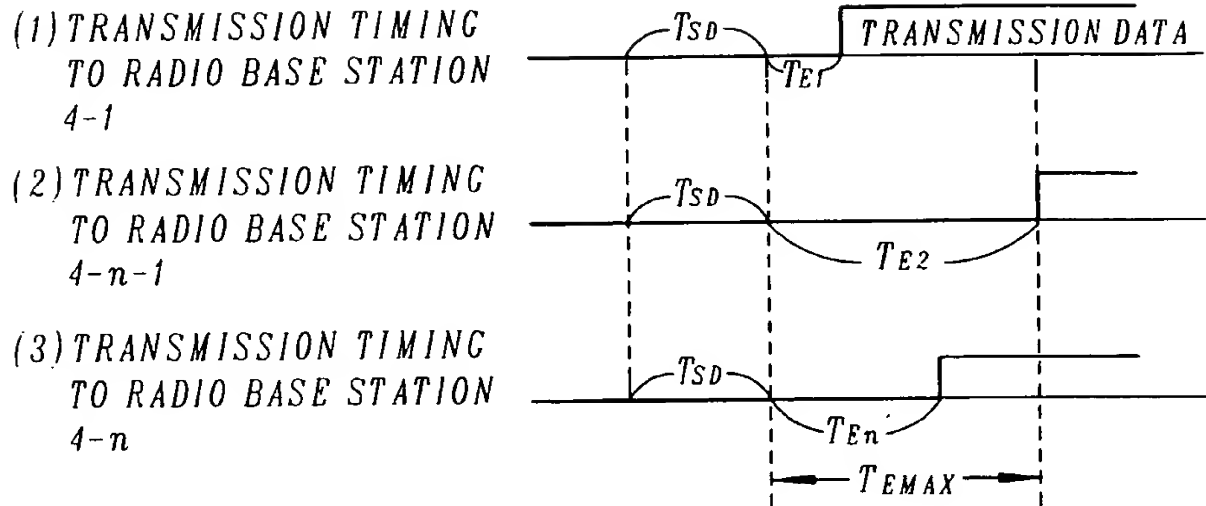 (1) TRANSMISSION TIMING
TO RADIO BASE STATION
4-1
TSD
TE1
TRANSMISSION DATA
(2) TRANSMISSION TIMING
TO RADIO BASE STATION
4-n-1
TSD
TE2
(3) TRANSMISSION TIMING
TO RADIO BASE STATION
4-n
TSD
TEn
TEMAX